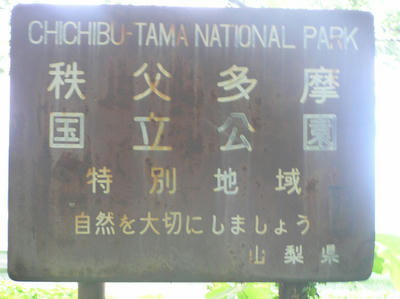 CHICHIBU-TAMA NATIONAL PARK
秩父多摩
国立公園
特別地域
自然を大切にしましょう
山梨県